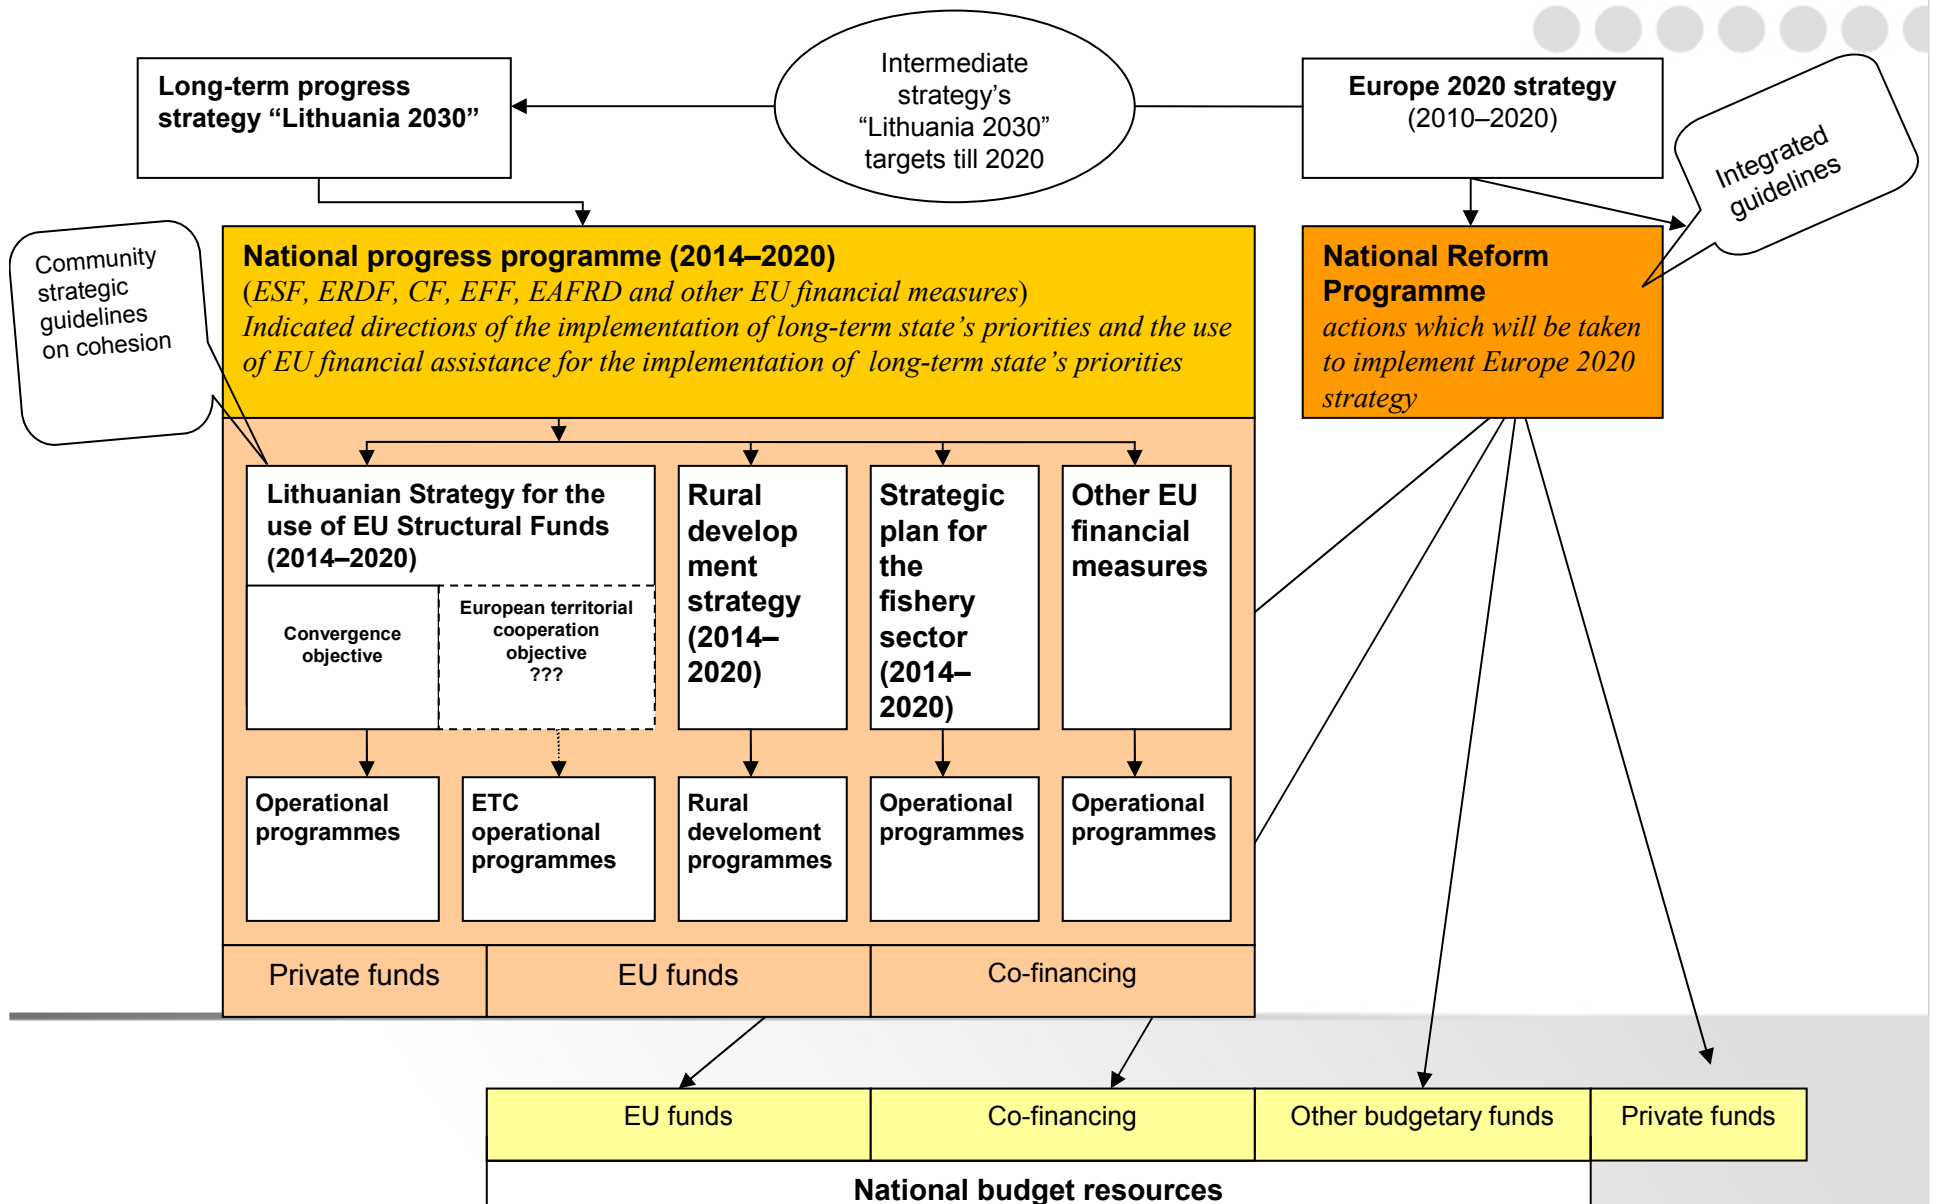 Long-term progress
strategy “Lithuania 2030”
Intermediate
strategy’s
“Lithuania 2030”
targets till 2020
Europe 2020 strategy
(2010–2020)
Integrated
guidelines
Community
strategic
guidelines
on cohesion
National progress programme (2014–2020)
(ESF, ERDF, CF, EFF, EAFRD and other EU financial measures)
Indicated directions of the implementation of long-term state’s priorities and the use
of EU financial assistance for the implementation of long-term state’s priorities
National Reform
Programme
actions which will be taken
to implement Europe 2020
strategy
Lithuanian Strategy for the
use of EU Structural Funds
(2014–2020)
Convergence
objective
European territorial
cooperation
objective
???
Rural
develop
ment
strategy
(2014–
2020)
Strategic
plan for
the
fishery
sector
(2014–
2020)
Other EU
financial
measures
Operational
programmes
ETC
operational
programmes
Rural
develoment
programmes
Operational
programmes
Operational
programmes
Private funds
EU funds
Co-financing
EU funds
Co-financing
Other budgetary funds
Private funds
National budget resources